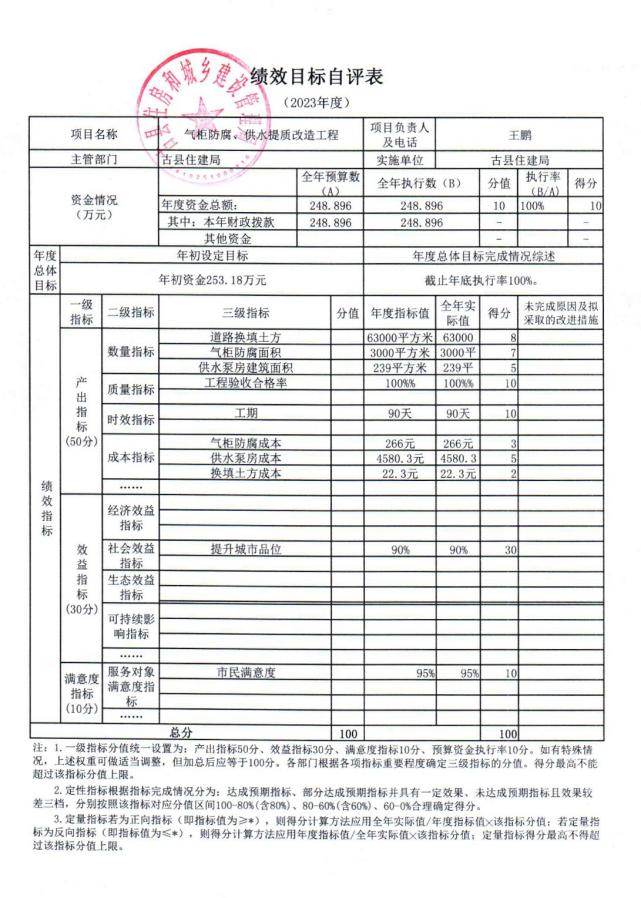 古县住房和城乡建设管理局
绩效目标自评表
（2023年度）
项目名称 气柜防腐、供水提质改造工程 项目负责人及电话 王鹏
主管部门 古县住建局 实施单位 古县住建局
资金情况（万元） 全年预算数（A） 全年执行数（B） 分值 执行率（B/A） 得分
年度资金总额： 248.896 248.896 10 100% 10
其中：本年财政拨款 248.896 248.896 - -
其他资金 - -
年度总体目标 年初设定目标 年度总体目标完成情况综述
年初资金253.18万元 截止年底执行率100%。
绩效指标 一级指标 二级指标 三级指标 分值 年度指标值 全年实际值 得分 未完成原因及拟采取的改进措施
产出指标（50分） 数量指标 道路换填土方 63000平方米 63000 8
气柜防腐面积 3000平方米 3000平 7
供水泵房建筑面积 239平方米 239平 5
质量指标 工程验收合格率 100%% 100%% 10
时效指标 工期 90天 90天 10
成本指标 气柜防腐成本 266元 266元 3
供水泵房成本 4580.3元 4580.3 5
换填土方成本 22.3元 22.3元 2
……
效益指标（30分） 经济效益指标
社会效益指标 提升城市品位 90% 90% 30
生态效益指标
可持续影响指标
……
满意度指标（10分） 服务对象满意度指标 市民满意度 95% 95% 10
……
总分 100 100
注：1.一级指标分值统一设置为：产出指标50分、效益指标30分、满意度指标10分、预算资金执行率10分。如有特殊情
况，上述权重可做适当调整，但加总后应等于100分。各部门根据各项指标重要程度确定三级指标的分值。得分最高不能
超过该指标分值上限。
2.定性指标根据指标完成情况分为：达成预期指标、部分达成预期指标并具有一定效果、未达成预期指标且效果较
差三档，分别按照该指标对应分值区间100-80%(含80%)、80-60%(含60%)、60-0%合理确定得分。
3.定量指标若为正向指标（即指标值为≥*），则得分计算方法应用全年实际值/年度指标值×该指标分值；若定量指
标为反向指标（即指标值为≤*），则得分计算方法应用年度指标值/全年实际值×该指标分值；定量指标得分最高不得超
过该指标分值上限。